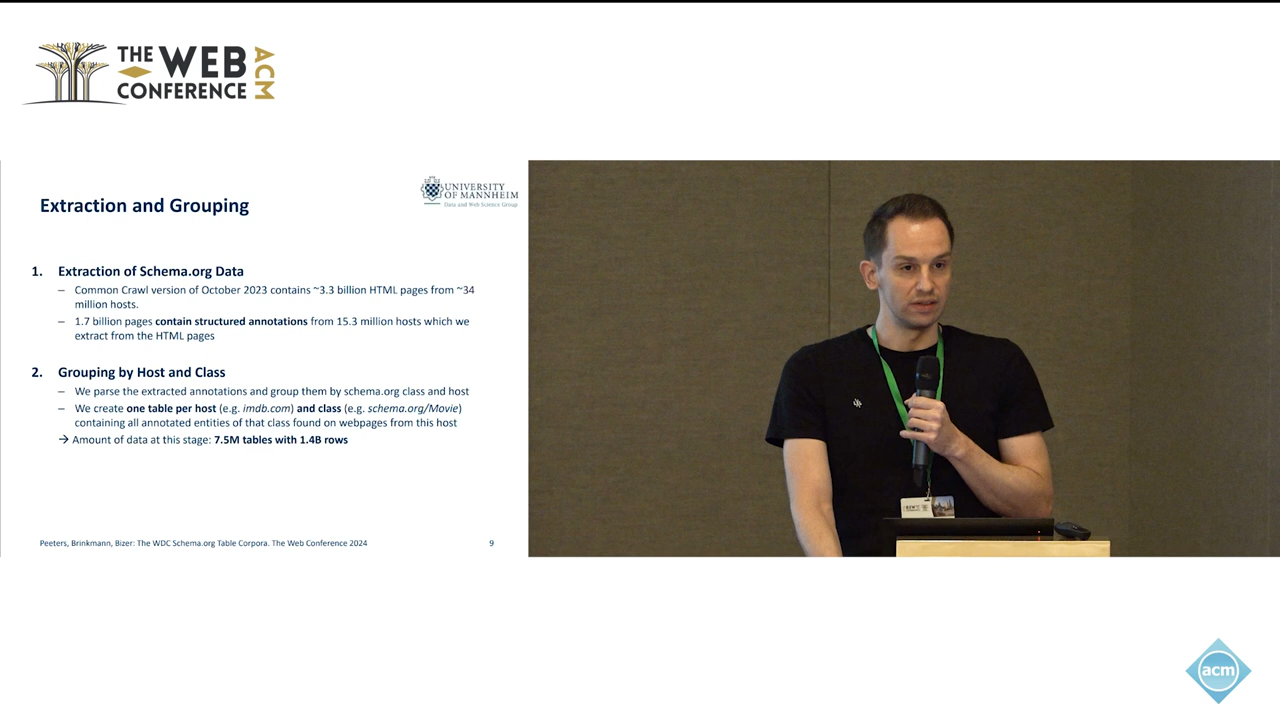 THE WEB
CONFERENCE
ACM
UNIVERSITY
OF MANNHEIM
Data and Web Science Group
Extraction and Grouping
1. Extraction of Schema.org Data
– Common Crawl version of October 2023 contains ~3.3 billion HTML pages from ~34
million hosts.
– 1.7 billion pages contain structured annotations from 15.3 million hosts which we
extract from the HTML pages
2. Grouping by Host and Class
– We parse the extracted annotations and group them by schema.org class and host
– We create one table per host (e.g. imdb.com) and class (e.g. schema.org/Movie)
containing all annotated entities of that class found on webpages from this host
→ Amount of data at this stage: 7.5M tables with 1.4B rows
Peeters, Brinkmann, Bizer: The WDC Schema.org Table Corpora. The Web Conference 2024
9
acm